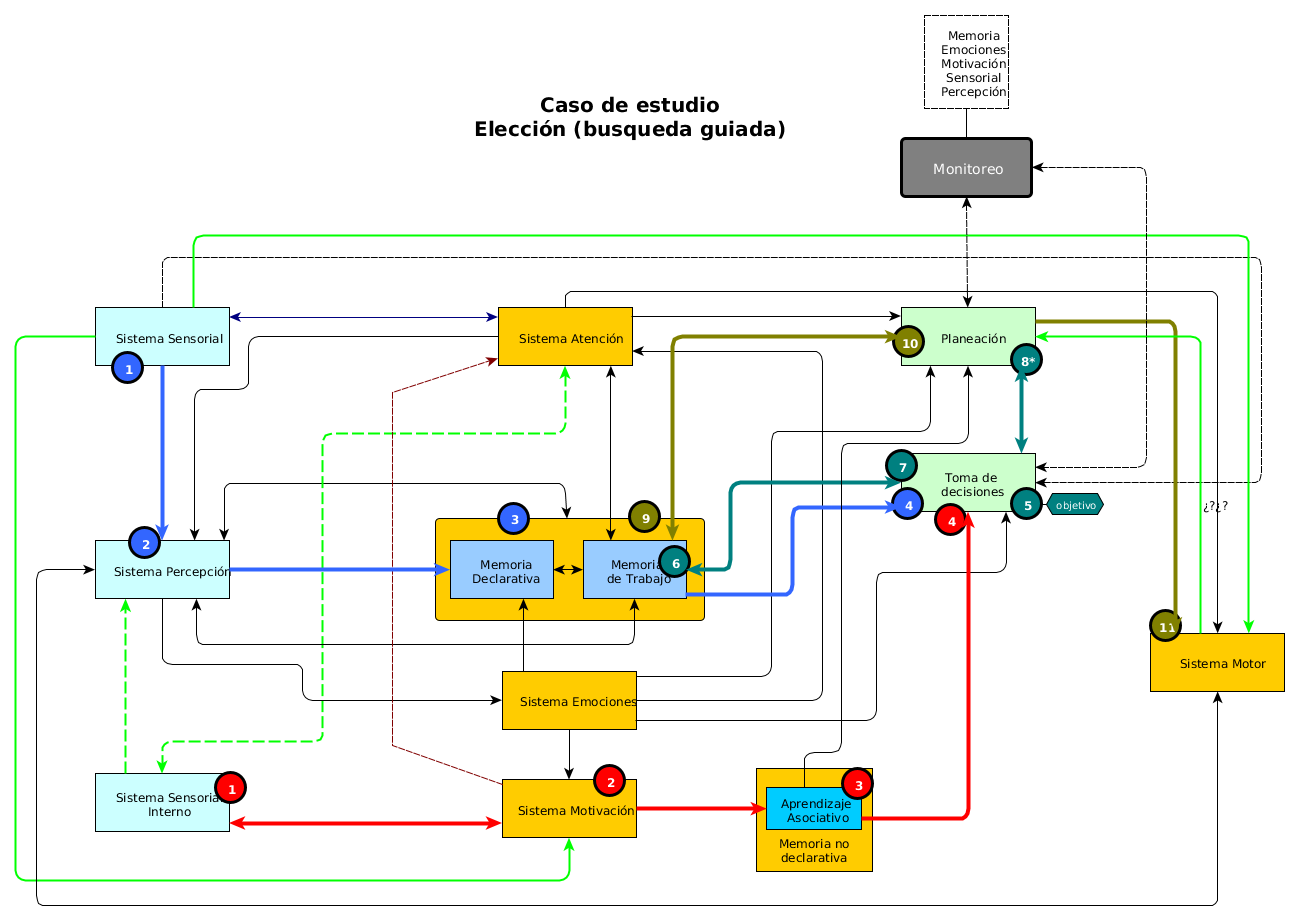 Memoria
Emociones
Motivación
Sensorial
Percepción
Caso de estudio
Elección (busqueda guiada)
Monitoreo
Sistema Sensorial
1
Sistema Atención
10
Planeación
8*
7
Toma de
decisiones
4
4
5
objetivo
¿?¿?
3
9
2
Sistema Percepción
Memoria
Declarativa
Memoria
de Trabajo
6
11
Sistema Motor
Sistema Emociones
Sistema Sensorial
Interno
1
2
Sistema Motivación
3
Aprendizaje
Asociativo
Memoria no
declarativa